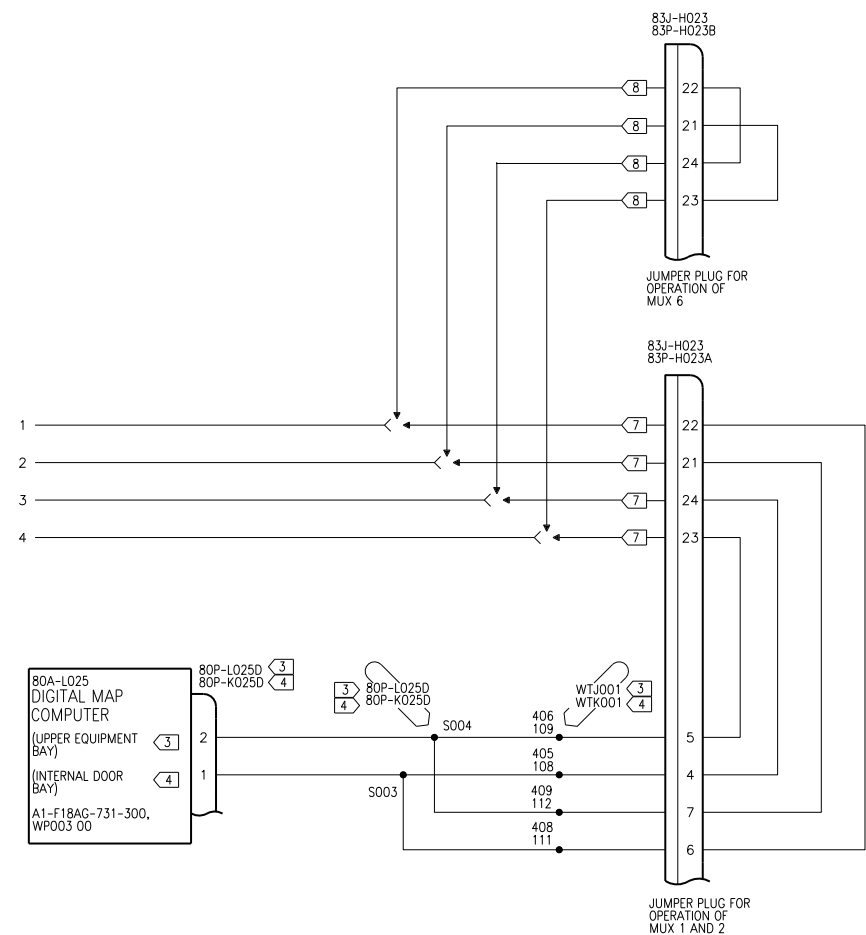 83J-H023
83P-H023B
8 22
8 21
8 24
8 23
JUMPER PLUG FOR
OPERATION OF
MUX 6
83J-H023
83P-H023A
1 7 22
2 7 21
3 7 24
4 7 23
80A-L025
DIGITAL MAP
COMPUTER
(UPPER EQUIPMENT
BAY) 3
(INTERNAL DOOR
BAY) 4
A1-F18AG-731-300,
WP003 00
80P-L025D 3
80P-K025D 4
2
1
3 80P-L025D
4 80P-K025D
WTJ001 3
WTK001 4
S004
S003
406
109
405
108
409
112
408
111
5
4
7
6
JUMPER PLUG FOR
OPERATION OF
MUX 1 AND 2